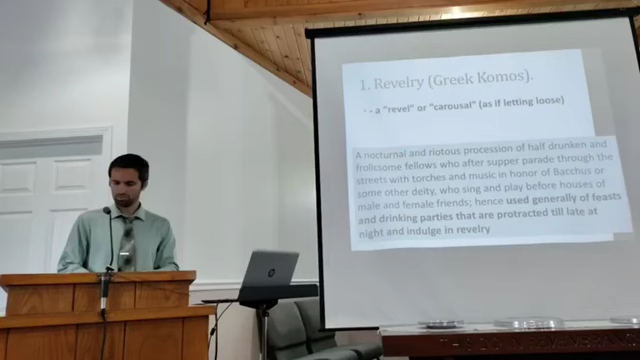 1. Revelry (Greek Komos).
- - a "revel" or "carousal" (as if letting loose)
A nocturnal and riotous procession of half drunken and
frolicsome fellows who after supper parade through the
streets with torches and music in honor of Bacchus or
some other deity, who sing and play before houses of
male and female friends; hence used generally of feasts
and drinking parties that are protracted till late at
night and indulge in revelry
hp